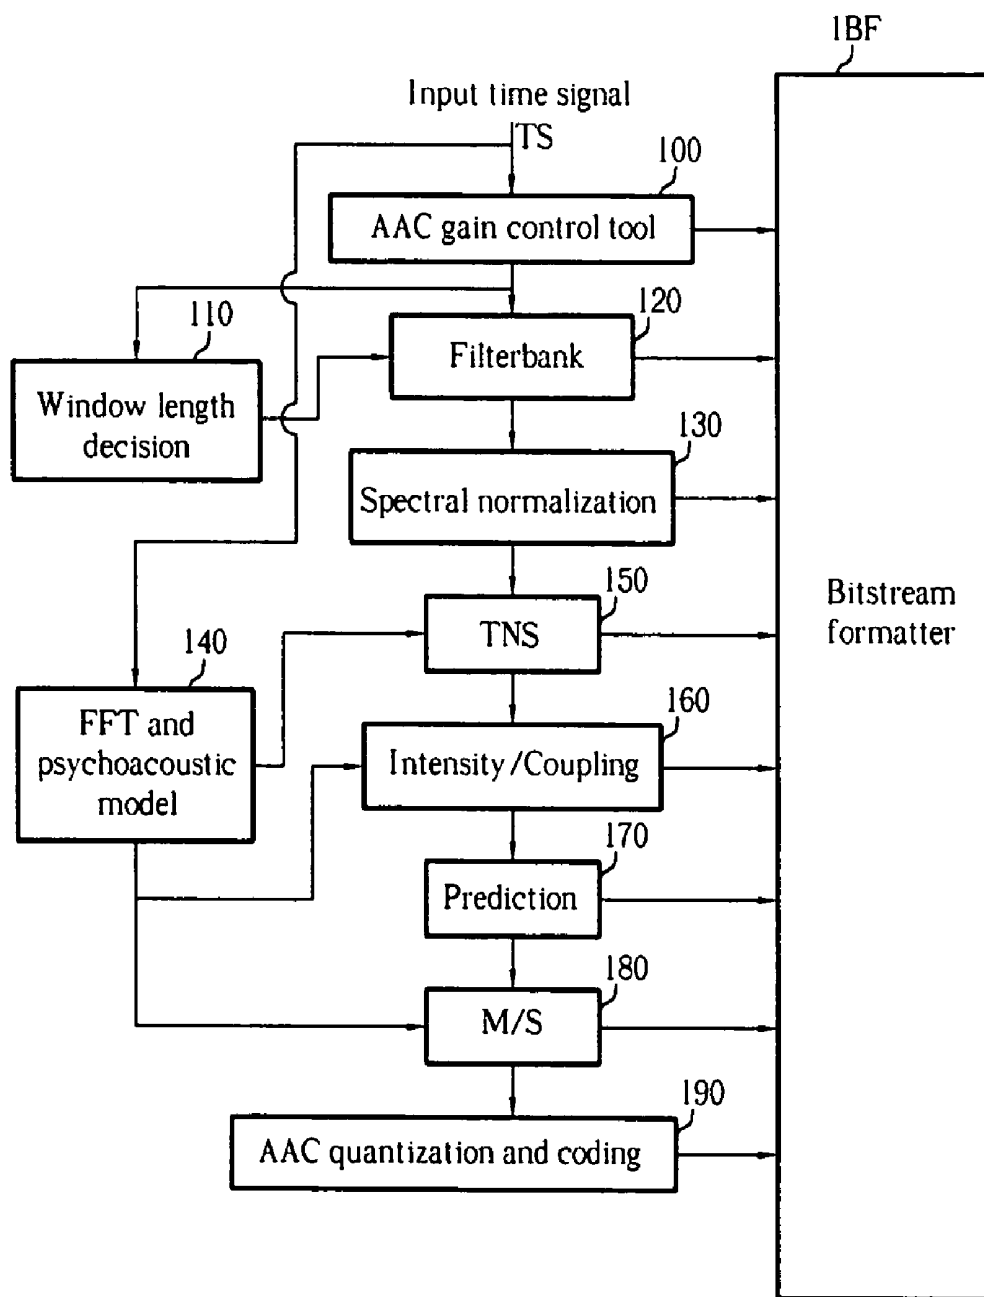 1BF
Input time signal
TS
100
AAC gain control tool
110
120
Window length
decision
Filterbank
130
Spectral normalization
150
TNS
Bitstream
formatter
140
FFT and
psychoacoustic
model
160
Intensity/Coupling
170
Prediction
180
M/S
190
AAC quantization and coding